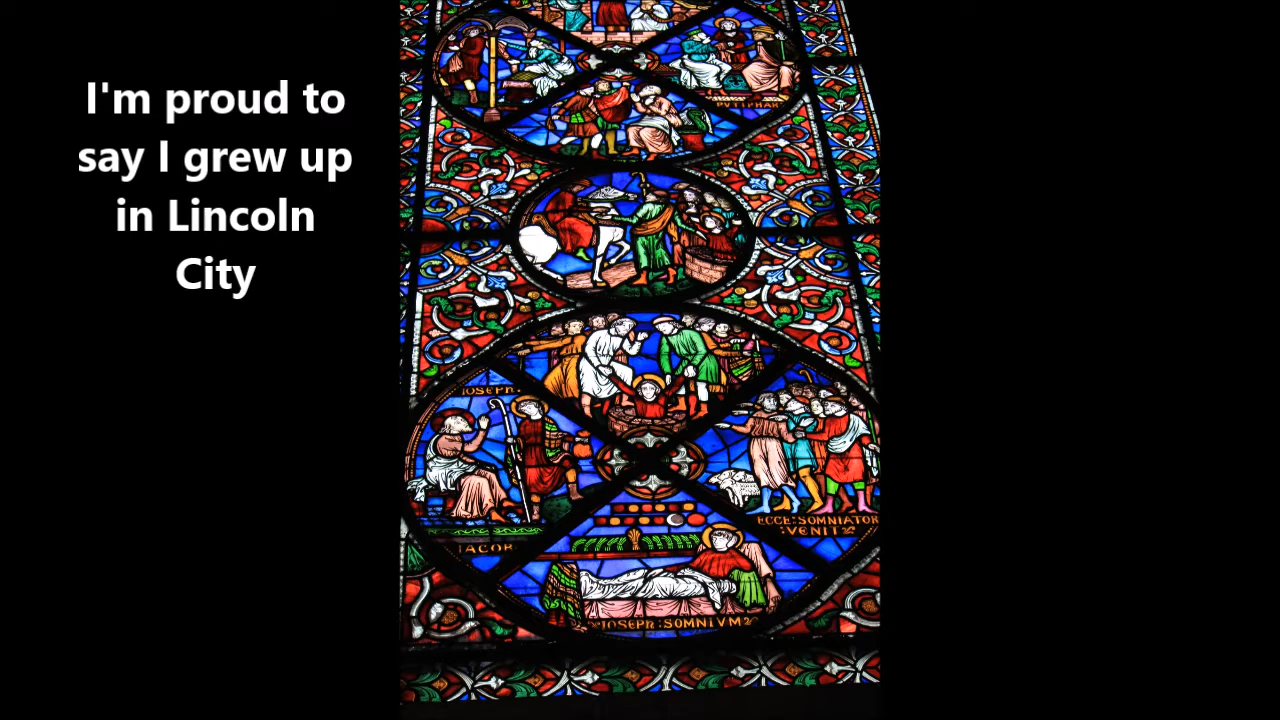 I'm proud to
say I grew up
in Lincoln
City
PVTIPHAR
IOSEPH
ECCE:SOMNIATOR
:VENIT
IACOB
IOSEPH:SOMNIVM